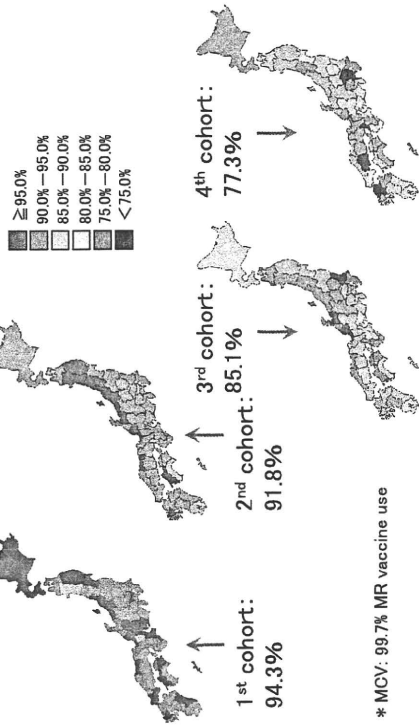 ≧95.0%
90.0%－95.0%
85.0%－90.0%
80.0%－85.0%
75.0%－80.0%
<75.0%
1st cohort:
94.3%
2nd cohort:
91.8%
3rd cohort:
85.1%
4th cohort:
77.3%
* MCV: 99.7% MR vaccine use